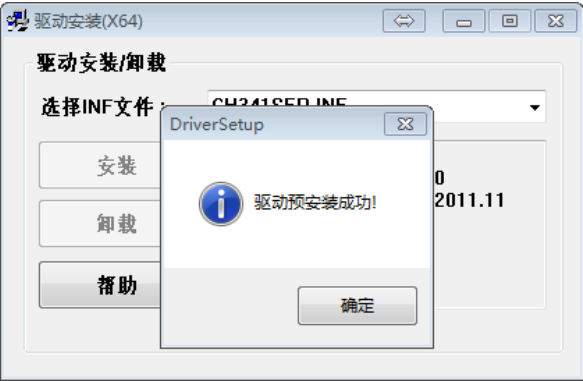 驱动安装(X64)
驱动安装/卸载
选择INF文件：
CH341SER.INF
DriverSetup
安装
驱动预安装成功!
0
2011.11
卸载
帮助
确定